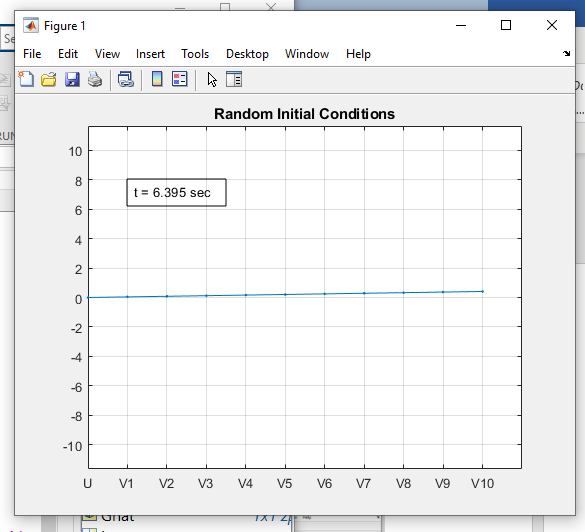 Figure 1
File Edit View Insert Tools Desktop Window Help
Random Initial Conditions
t = 6.395 sec
10
8
6
4
2
0
-2
-4
-6
-8
-10
U V1 V2 V3 V4 V5 V6 V7 V8 V9 V10